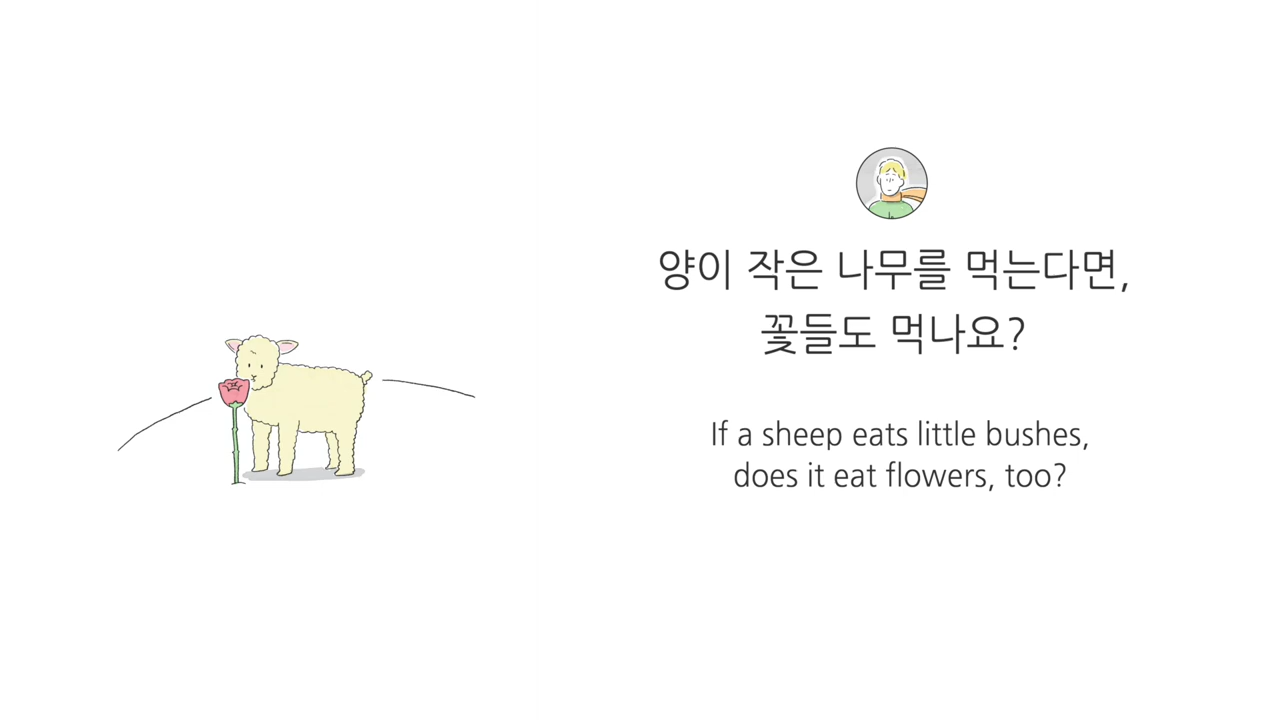 양이 작은 나무를 먹는다면,
꽃들도 먹나요?
If a sheep eats little bushes,
does it eat flowers, too?